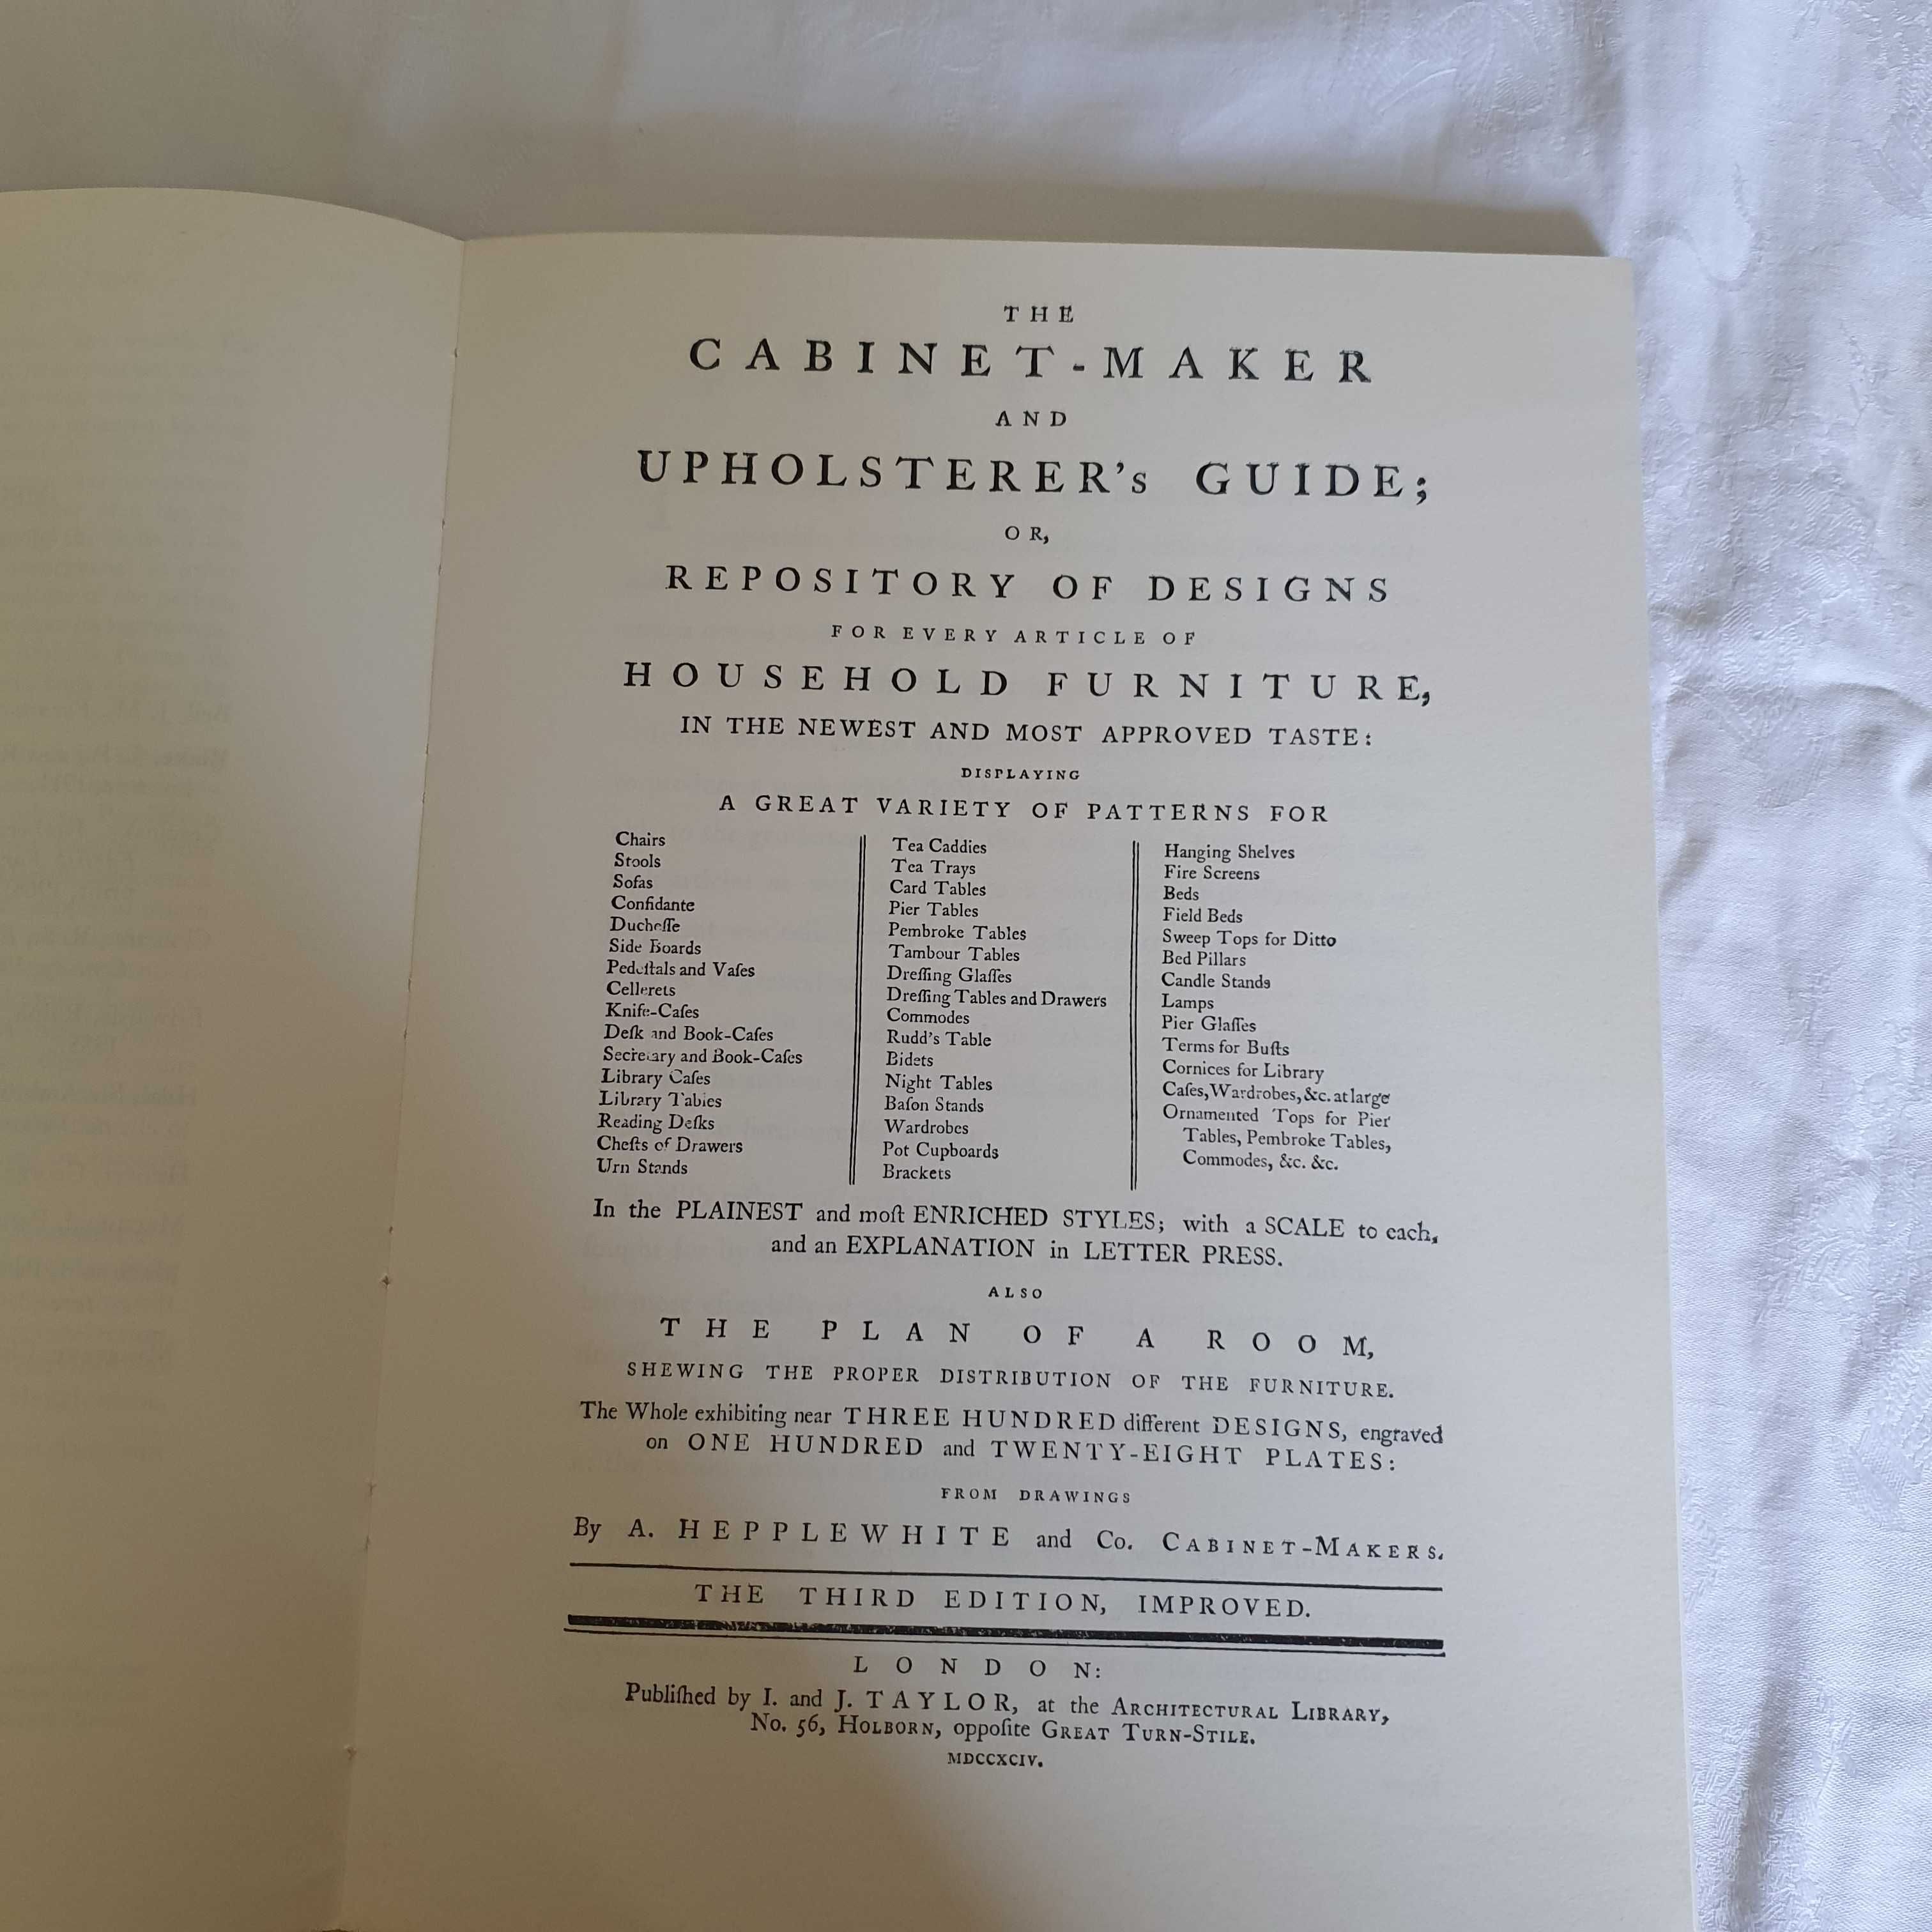 THE
CABINET-MAKER
AND
UPHOLSTERER's GUIDE;
OR,
REPOSITORY OF DESIGNS
FOR EVERY ARTICLE OF
HOUSEHOLD FURNITURE,
IN THE NEWEST AND MOST APPROVED TASTE:
DISPLAYING
A GREAT VARIETY OF PATTERNS FOR
Chairs
Stools
Sofas
Confidante
Ducheſſe
Side Boards
Pedeſtals and Vaſes
Cellerets
Knife-Caſes
Deſk and Book-Caſes
Secretary and Book-Caſes
Library Caſes
Library Tables
Reading Deſks
Cheſts of Drawers
Urn Stands
Tea Caddies
Tea Trays
Card Tables
Pier Tables
Pembroke Tables
Tambour Tables
Dreſſing Glaſſes
Dreſſing Tables and Drawers
Commodes
Rudd's Table
Bidets
Night Tables
Baſon Stands
Wardrobes
Pot Cupboards
Brackets
Hanging Shelves
Fire Screens
Beds
Field Beds
Sweep Tops for Ditto
Bed Pillars
Candle Stands
Lamps
Pier Glaſſes
Terms for Buſts
Cornices for Library
Caſes, Wardrobes, &c. at large
Ornamented Tops for Pier
Tables, Pembroke Tables,
Commodes, &c. &c.
In the PLAINEST and moſt ENRICHED STYLES; with a SCALE to each,
and an EXPLANATION in LETTER PRESS.
ALSO
THE PLAN OF A ROOM,
SHEWING THE PROPER DISTRIBUTION OF THE FURNITURE.
The Whole exhibiting near THREE HUNDRED different DESIGNS, engraved
on ONE HUNDRED and TWENTY-EIGHT PLATES:
FROM DRAWINGS
By A. HEPPLEWHITE and Co. CABINET-MAKERS.
THE THIRD EDITION, IMPROVED.
LONDON:
Publiſhed by I. and J. TAYLOR, at the ARCHITECTURAL LIBRARY,
No. 56, HOLBORN, oppoſite GREAT TURN-STILE.
MDCCXCIV.